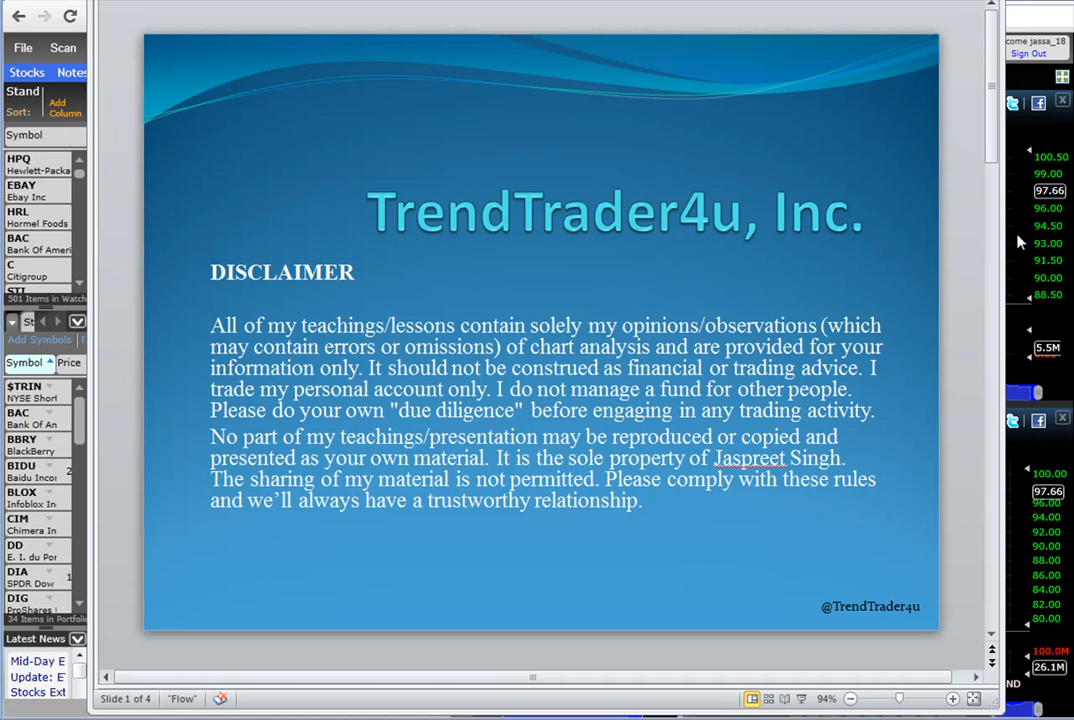 File Scan
Stocks Notes
Stand
Sort: Add Column
Symbol
HPQ
Hewlett-Packa
EBAY
Ebay Inc
HRL
Hormel Foods
BAC
Bank Of Ameri
C
Citigroup
STI
501 Items in Watch
St
Add Symbols
Symbol Price
$TRIN
NYSE Short
BAC
Bank Of An
BBRY
BlackBerry
BIDU 2
Baidu Incor
BLOX
Infoblox In
CIM
Chimera In
DD
E. I. du Por
DIA 1
SPDR Dow
DIG
ProShares
34 Items in Portfolio
Latest News
Mid-Day E
Update: E
Stocks Ext
TrendTrader4u, Inc.
DISCLAIMER
All of my teachings/lessons contain solely my opinions/observations (which
may contain errors or omissions) of chart analysis and are provided for your
information only. It should not be construed as financial or trading advice. I
trade my personal account only. I do not manage a fund for other people.
Please do your own "due diligence" before engaging in any trading activity.
No part of my teachings/presentation may be reproduced or copied and
presented as your own material. It is the sole property of Jaspreet Singh.
The sharing of my material is not permitted. Please comply with these rules
and we'll always have a trustworthy relationship.
@TrendTrader4u
Slide 1 of 4 "Flow" 94%
come jassa_18
Sign Out
100.50
99.00
97.66
96.00
94.50
93.00
91.50
90.00
88.50
5.5M
100.00
97.66
96.00
94.00
92.00
90.00
88.00
86.00
84.00
82.00
80.00
100.0M
26.1M
ND